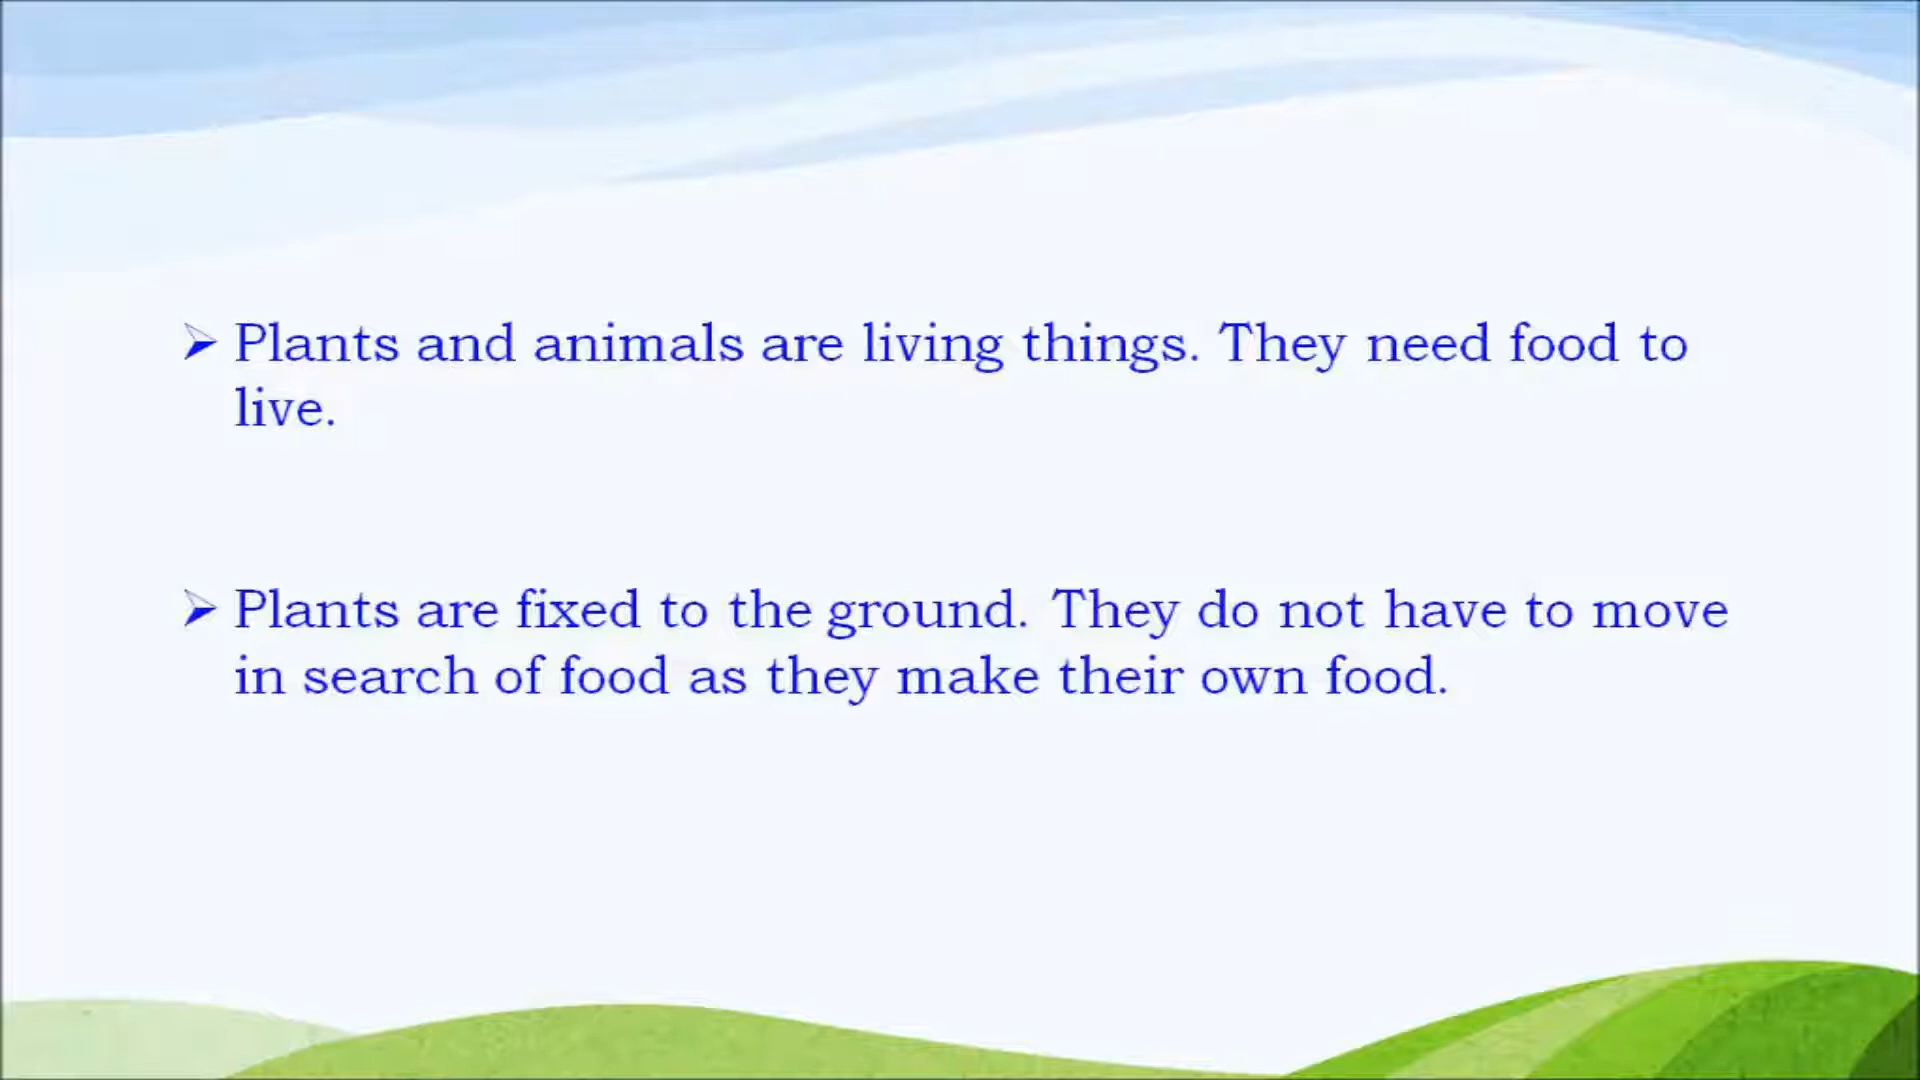 ➢ Plants and animals are living things. They need food to
live.
➢ Plants are fixed to the ground. They do not have to move
in search of food as they make their own food.